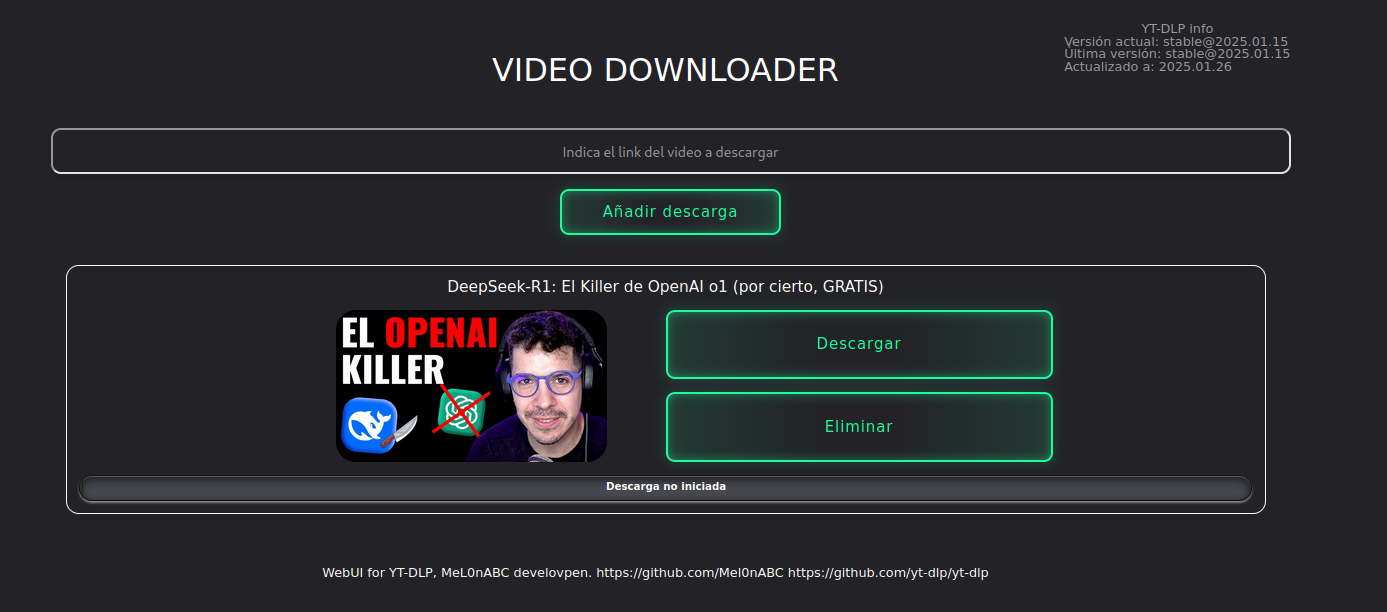 YT-DLP info
Versión actual: stable@2025.01.15
Última versión: stable@2025.01.15
Actualizado a: 2025.01.26
VIDEO DOWNLOADER
Indica el link del video a descargar
Añadir descarga
DeepSeek-R1: El Killer de OpenAI o1 (por cierto, GRATIS)
EL OPENAI
KILLER
Descargar
Eliminar
Descarga no iniciada
WebUI for YT-DLP, MeL0nABC develovpen. https://github.com/Mel0nABC https://github.com/yt-dlp/yt-dlp